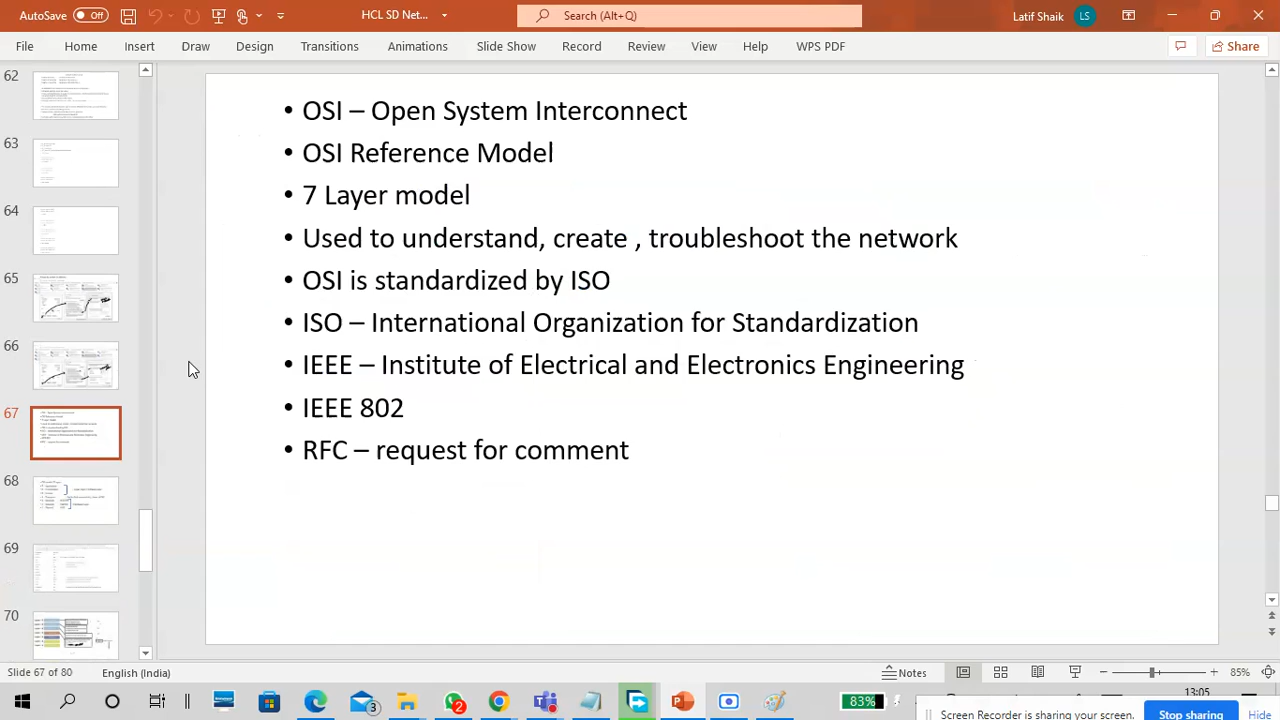 AutoSave Off
HCL SD M...
Search (Alt+Q)
Latif Shaik LS
File Home Insert Draw Design Transitions Animations Slide Show Record Review View Help WPS PDF Share
62
63
64
65
66
67
68
69
70
• OSI – Open System Interconnect
• OSI Reference Model
• 7 Layer model
• Used to understand, create , troubleshoot the network
• OSI is standardized by ISO
• ISO – International Organization for Standardization
• IEEE – Institute of Electrical and Electronics Engineering
• IEEE 802
• RFC – request for comment
Slide 67 of 80 English (India) Notes 85%
3 2 83% 13:05
Screen Recorder is sharing your screen. Stop sharing Hide